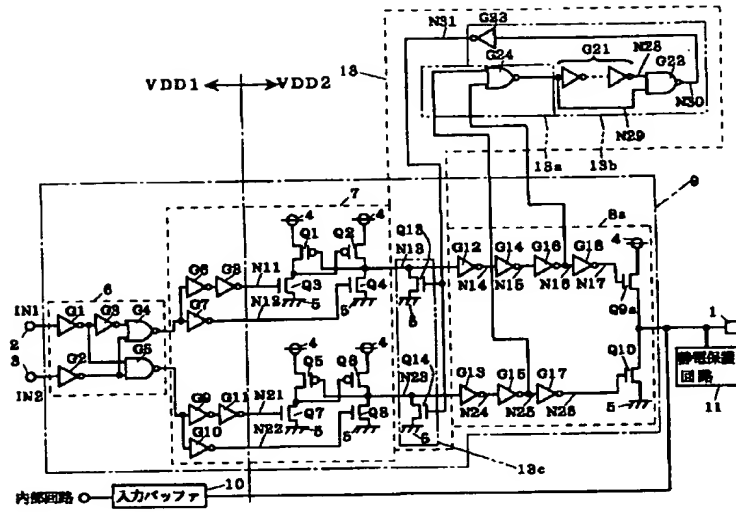 N31
G23
G24
G21
N28
G22
13
N30
N29
13a
13b
VDD1
VDD2
9
7
4
4
8a
Q1
Q2
Q13
N13
G12
G14
G16
G18
4
G6
G8
N11
Q3
Q4
N14
N15
N16
N17
6
G7
N12
5
5
5
Q9a
IN1
G1
G3
G4
2
G5
4
4
1
3
G2
Q5
Q6
Q14
Q10
静電保護
回路
IN2
G9
G11
N21
N23
G13
G15
G17
Q7
Q8
N24
N25
N26
5
11
G10
N22
5
5
5
13c
10
内部回路
入力バッファ